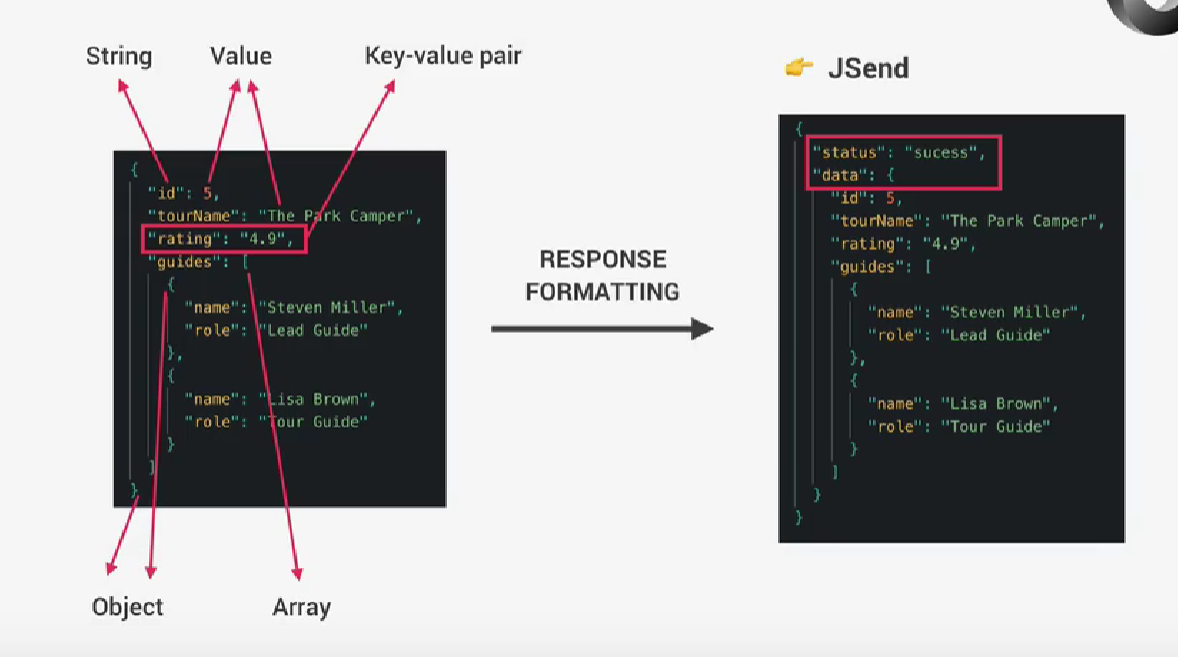 String
Value
Key-value pair
{
"id": 5,
"tourName": "The Park Camper",
"rating": "4.9",
"guides": [
{
"name": "Steven Miller",
"role": "Lead Guide"
},
{
"name": "Lisa Brown",
"role": "Tour Guide"
}
]
}
Object
Array
RESPONSE
FORMATTING
👉 JSend
{
"status": "sucess",
"data": {
"id": 5,
"tourName": "The Park Camper",
"rating": "4.9",
"guides": [
{
"name": "Steven Miller",
"role": "Lead Guide"
},
{
"name": "Lisa Brown",
"role": "Tour Guide"
}
]
}
}